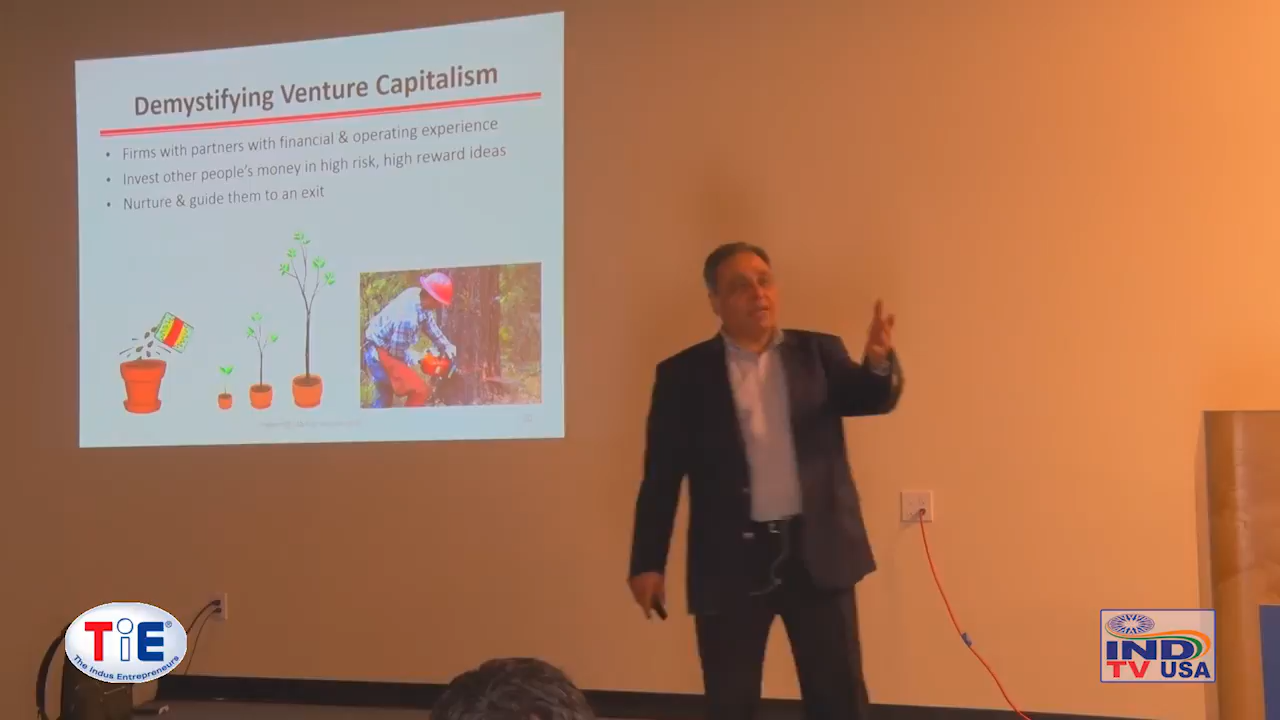 Demystifying Venture Capitalism
• Firms with partners with financial & operating experience
• Invest other people's money in high risk, high reward ideas
• Nurture & guide them to an exit
TiE®
The Indus Entrepreneurs
IND
TV USA